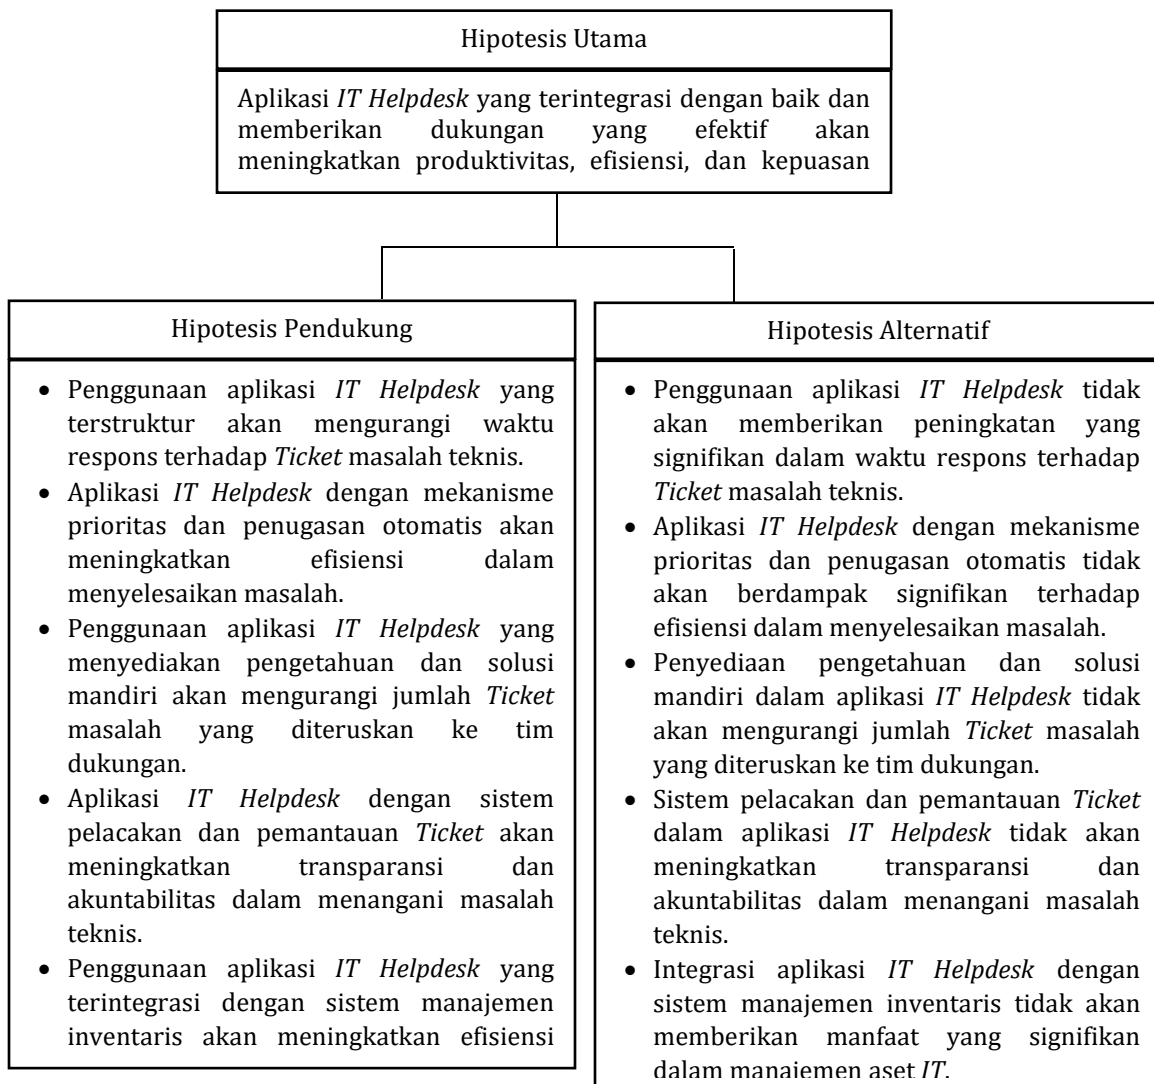 Hipotesis Utama
Aplikasi IT Helpdesk yang terintegrasi dengan baik dan
memberikan dukungan yang efektif akan
meningkatkan produktivitas, efisiensi, dan kepuasan
Hipotesis Pendukung
• Penggunaan aplikasi IT Helpdesk yang
terstruktur akan mengurangi waktu
respons terhadap Ticket masalah teknis.
• Aplikasi IT Helpdesk dengan mekanisme
prioritas dan penugasan otomatis akan
meningkatkan efisiensi dalam
menyelesaikan masalah.
• Penggunaan aplikasi IT Helpdesk yang
menyediakan pengetahuan dan solusi
mandiri akan mengurangi jumlah Ticket
masalah yang diteruskan ke tim
dukungan.
• Aplikasi IT Helpdesk dengan sistem
pelacakan dan pemantauan Ticket akan
meningkatkan transparansi dan
akuntabilitas dalam menangani masalah
teknis.
• Penggunaan aplikasi IT Helpdesk yang
terintegrasi dengan sistem manajemen
inventaris akan meningkatkan efisiensi
Hipotesis Alternatif
• Penggunaan aplikasi IT Helpdesk tidak
akan memberikan peningkatan yang
signifikan dalam waktu respons terhadap
Ticket masalah teknis.
• Aplikasi IT Helpdesk dengan mekanisme
prioritas dan penugasan otomatis tidak
akan berdampak signifikan terhadap
efisiensi dalam menyelesaikan masalah.
• Penyediaan pengetahuan dan solusi
mandiri dalam aplikasi IT Helpdesk tidak
akan mengurangi jumlah Ticket masalah
yang diteruskan ke tim dukungan.
• Sistem pelacakan dan pemantauan Ticket
dalam aplikasi IT Helpdesk tidak akan
meningkatkan transparansi dan
akuntabilitas dalam menangani masalah
teknis.
• Integrasi aplikasi IT Helpdesk dengan
sistem manajemen inventaris tidak akan
memberikan manfaat yang signifikan
dalam manajemen aset IT.